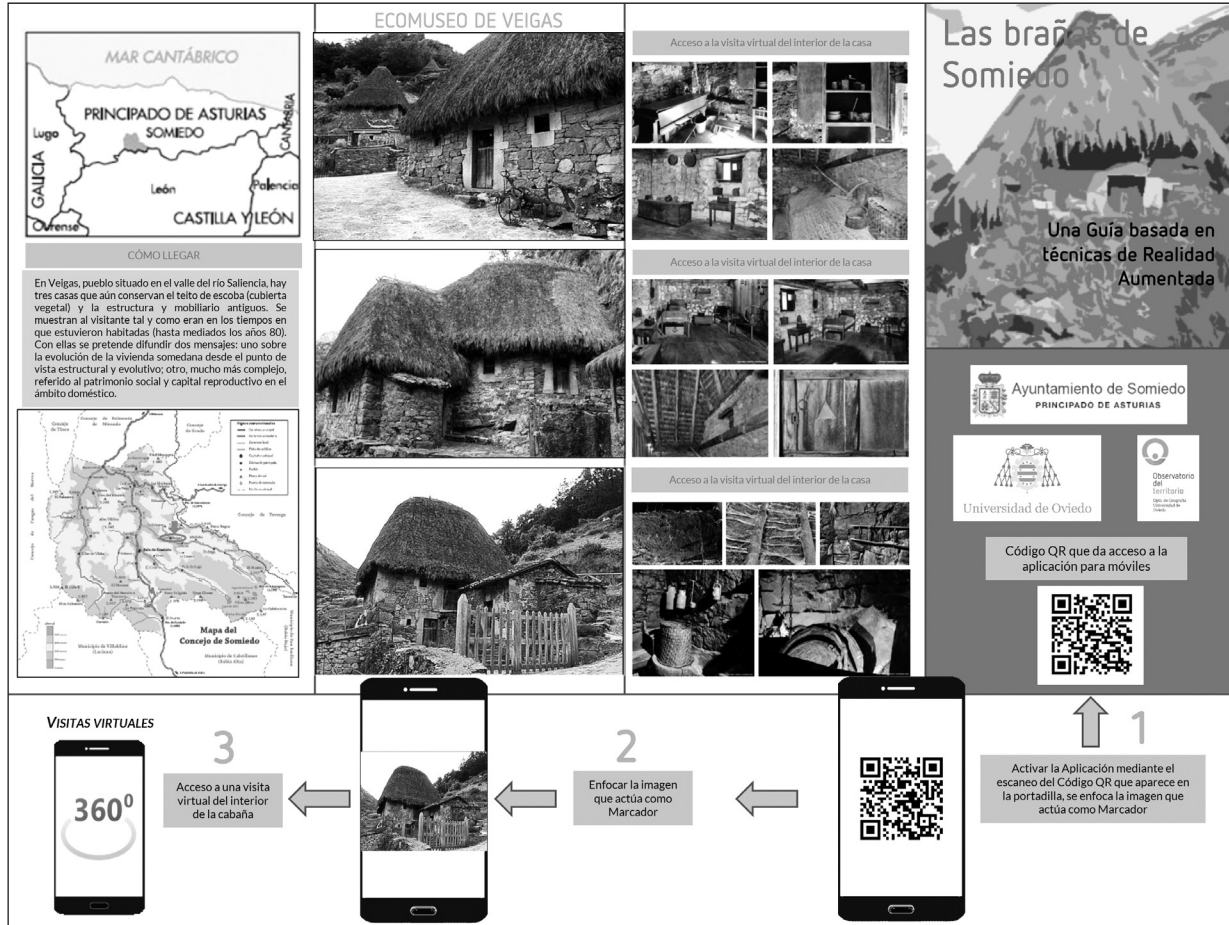 ECOMUSEO DE VEIGAS
MAR CANTÁBRICO
PRINCIPADO DE ASTURIAS
SOMIEDO
CANTABRIA
Lugo
GALICIA
León
Palencia
CASTILLA Y LEÓN
Ourense
CÓMO LLEGAR
En Veigas, pueblo situado en el valle del río Saliencia, hay
tres casas que aún conservan el teito de escoba (cubierta
vegetal) y la estructura y mobiliario antiguos. Se
muestran al visitante tal y como eran en los tiempos en
que estuvieron habitadas (hasta mediados los años 80).
Con ellas se pretende difundir dos mensajes: uno sobre
la evolución de la vivienda somedana desde el punto de
vista estructural y evolutivo; otro, mucho más complejo,
referido al patrimonio social y capital reproductivo en el
ámbito doméstico.
Mapa del
Concejo de Somiedo
Acceso a la visita virtual del interior de la casa
Acceso a la visita virtual del interior de la casa
Acceso a la visita virtual del interior de la casa
Las brañas de
Somiedo
Una Guía basada en
técnicas de Realidad
Aumentada
Ayuntamiento de Somiedo
PRINCIPADO DE ASTURIAS
Universidad de Oviedo
Observatorio
del
territorio
Dpto. de Geografía
Universidad de
Oviedo
Código QR que da acceso a la
aplicación para móviles
1
Activar la Aplicación mediante el
escaneo del Código QR que aparece en
la portadilla, se enfoca la imagen que
actúa como Marcador
2
Enfocar la imagen
que actúa como
Marcador
3
Acceso a una visita
virtual del interior
de la cabaña
VISITAS VIRTUALES
360⁰